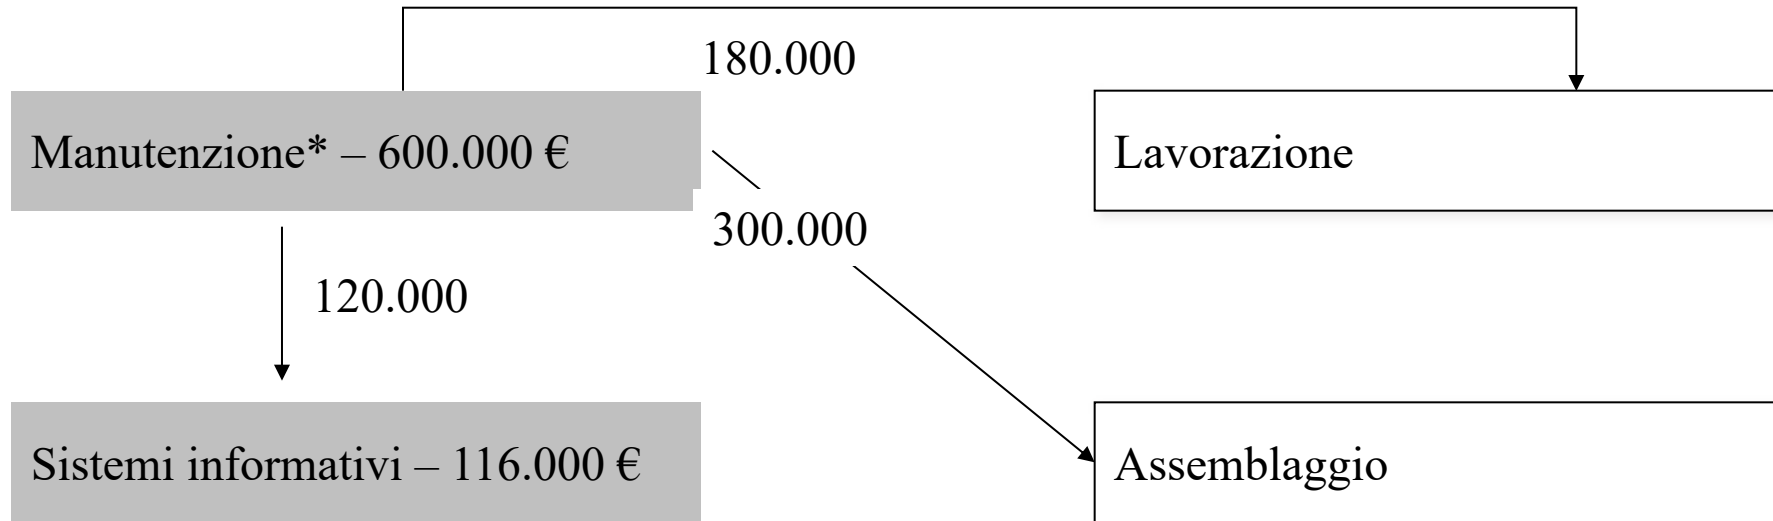 180.000
Manutenzione* – 600.000 €
Lavorazione
300.000
120.000
Sistemi informativi – 116.000 €
Assemblaggio